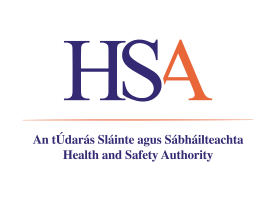 HSA
An tÚdarás Sláinte agus Sábháilteachta
Health and Safety Authority